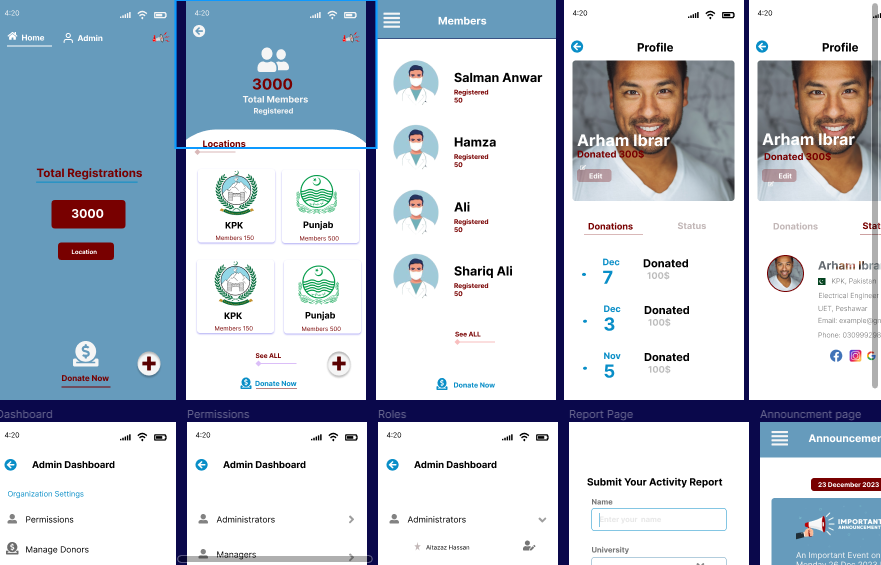 4:20
Home
Admin
Total Registrations
3000
Location
Donate Now
4:20
3000
Total Members
Registered
Locations
KPK
Members 150
Punjab
Members 500
KPK
Members 150
Punjab
Members 500
See ALL
Donate Now
Members
Salman Anwar
Registered
50
Hamza
Registered
50
Ali
Registered
50
Shariq Ali
Registered
50
See ALL
Donate Now
4:20
Profile
Arham Ibrar
Donated 300$
Edit
Donations
Status
Dec
7
Donated
100$
Dec
3
Donated
100$
Nov
5
Donated
100$
4:20
Profile
Arham Ibrar
Donated 300$
Edit
Donations
Stat
Arham Ibra
KPK, Pakistan
Electrical Engineer
UET, Peshawar
Email: example@g
Phone: 030999298
Dashboard
4:20
Admin Dashboard
Organization Settings
Permissions
Manage Donors
Permissions
4:20
Admin Dashboard
Administrators
Managers
Roles
4:20
Admin Dashboard
Administrators
Aitazaz Hassan
Report Page
Submit Your Activity Report
Name
Enter your name
University
Announcment page
Announcemen
23 December 2023
IMPORTANT
ANNOUNCEMENT
An Important Event on
Monday 26 Dec 2023